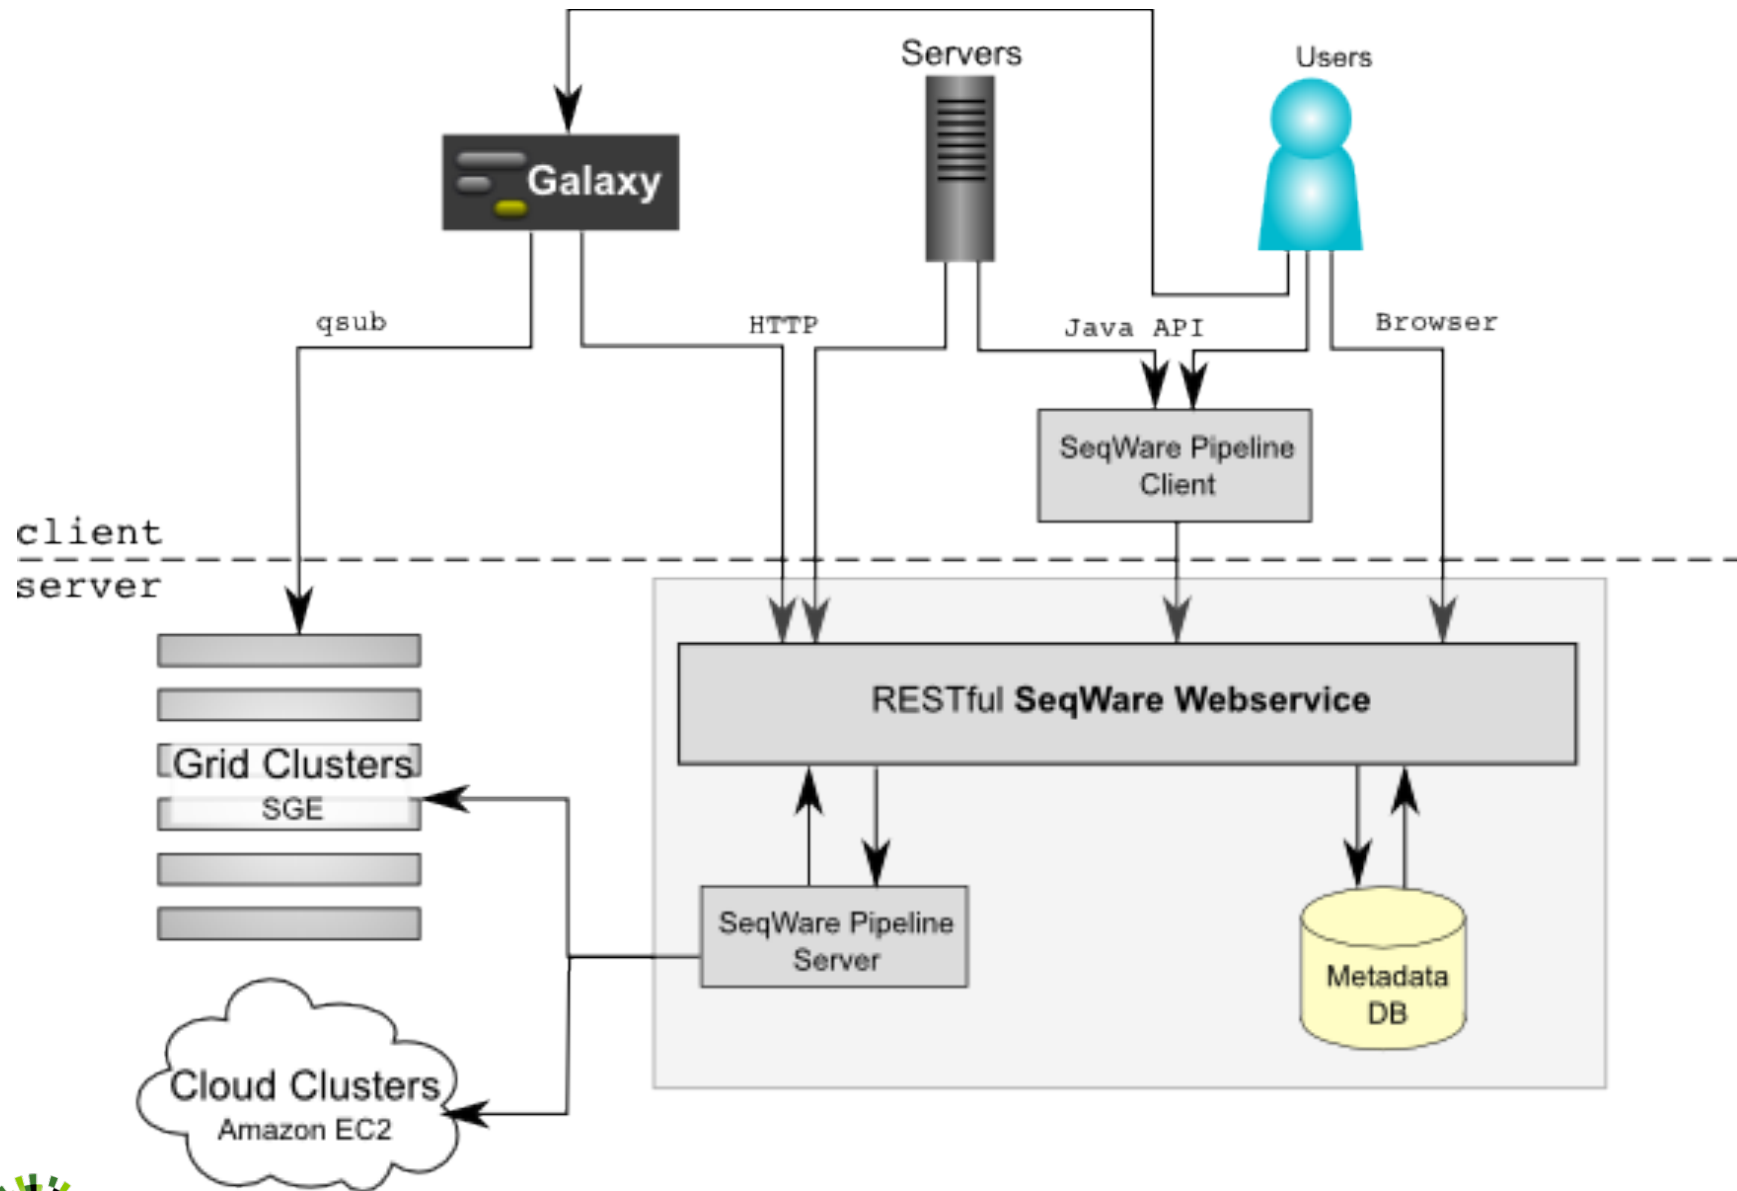 Servers
Users
Galaxy
qsub
HTTP
Java API
Browser
SeqWare Pipeline
Client
client
server
RESTful SeqWare Webservice
Grid Clusters
SGE
SeqWare Pipeline
Server
Metadata
DB
Cloud Clusters
Amazon EC2